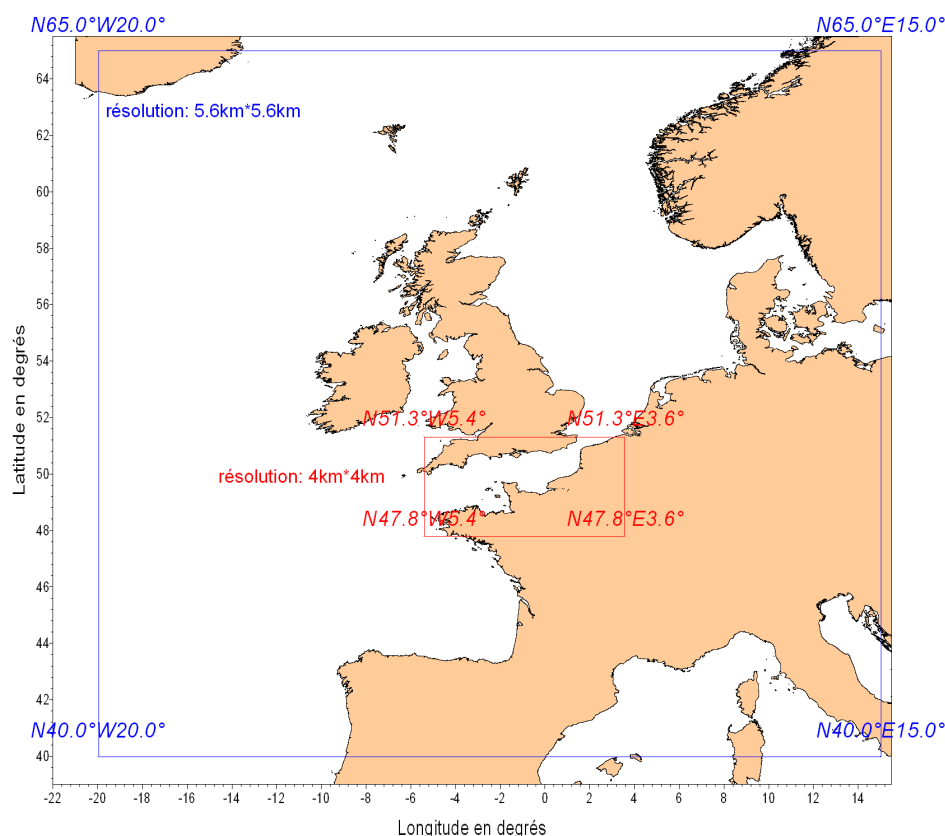 N65.0°W20.0° N65.0°E15.0°
64
résolution: 5.6km*5.6km
62
60
58
56
54
52
N51.3°W5.4° N51.3°E3.6°
50
résolution: 4km*4km
48
N47.8°W5.4° N47.8°E3.6°
46
44
42
N40.0°W20.0° N40.0°E15.0°
40
Latitude en degrés
-22 -20 -18 -16 -14 -12 -10 -8 -6 -4 -2 0 2 4 6 8 10 12 14
Longitude en degrés